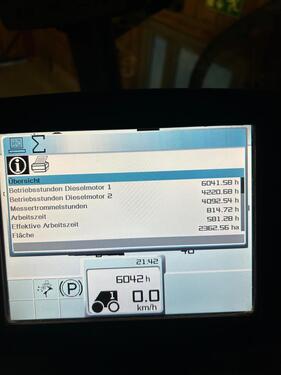 Σ
Übersicht
Betriebsstunden Dieselmotor 1 6041.58 h
Betriebsstunden Dieselmotor 2 4220.68 h
Messertrommelstunden 4092.54 h
Arbeitszeit 814.72 h
Effektive Arbeitszeit 581.28 h
Fläche 2362.56 ha
21:42
6042 h
1
0.0
km/h
P